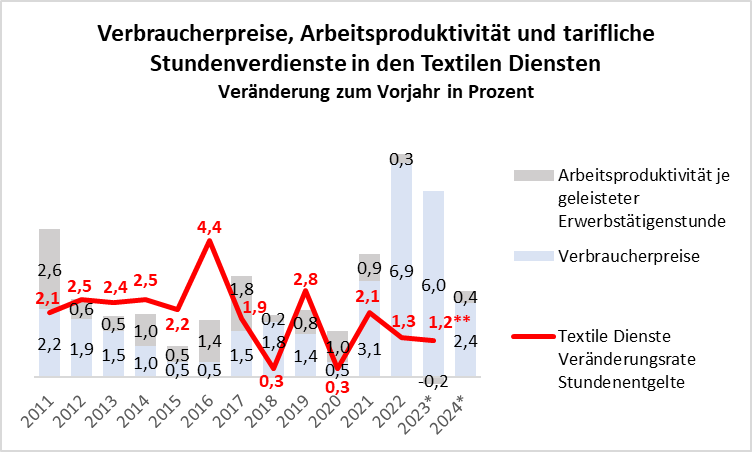 Verbraucherpreise, Arbeitsproduktivität und tarifliche
Stundenverdienste in den Textilen Diensten
Veränderung zum Vorjahr in Prozent
0,3
Arbeitsproduktivität je
geleisteter
Erwerbstätigenstunde
Verbraucherpreise
Textile Dienste
Veränderungsrate
Stundenentgelte
2,6 0,6 0,5 1,0 0,5 1,4 1,8 0,2 0,8 1,0 0,9 -0,2 0,4
2,1 2,5 2,4 2,5 2,2 4,4 1,9 0,3 2,8 0,3 2,1 1,3 1,2**
2,2 1,9 1,5 1,0 0,5 0,5 1,5 1,8 1,4 0,5 3,1 6,9 6,0 2,4
2011 2012 2013 2014 2015 2016 2017 2018 2019 2020 2021 2022 2023* 2024*